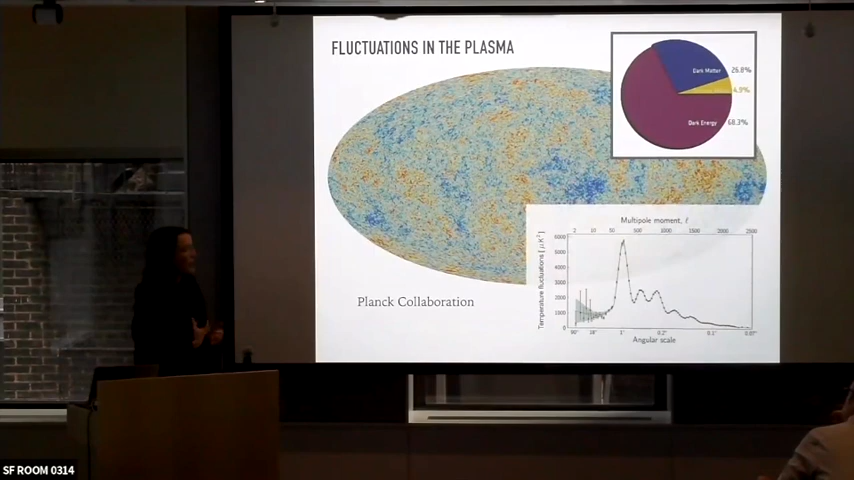 SF ROOM 0314
FLUCTUATIONS IN THE PLASMA
Dark Matter
26.8%
4.9%
Dark Energy
68.3%
Planck Collaboration
Multipole moment, ℓ
2 10 50 500 1000 1500 2000 2500
Temperature fluctuations [μK²]
6000
5000
4000
3000
2000
1000
0
90° 18° 1° 0.2° 0.1° 0.07°
Angular scale